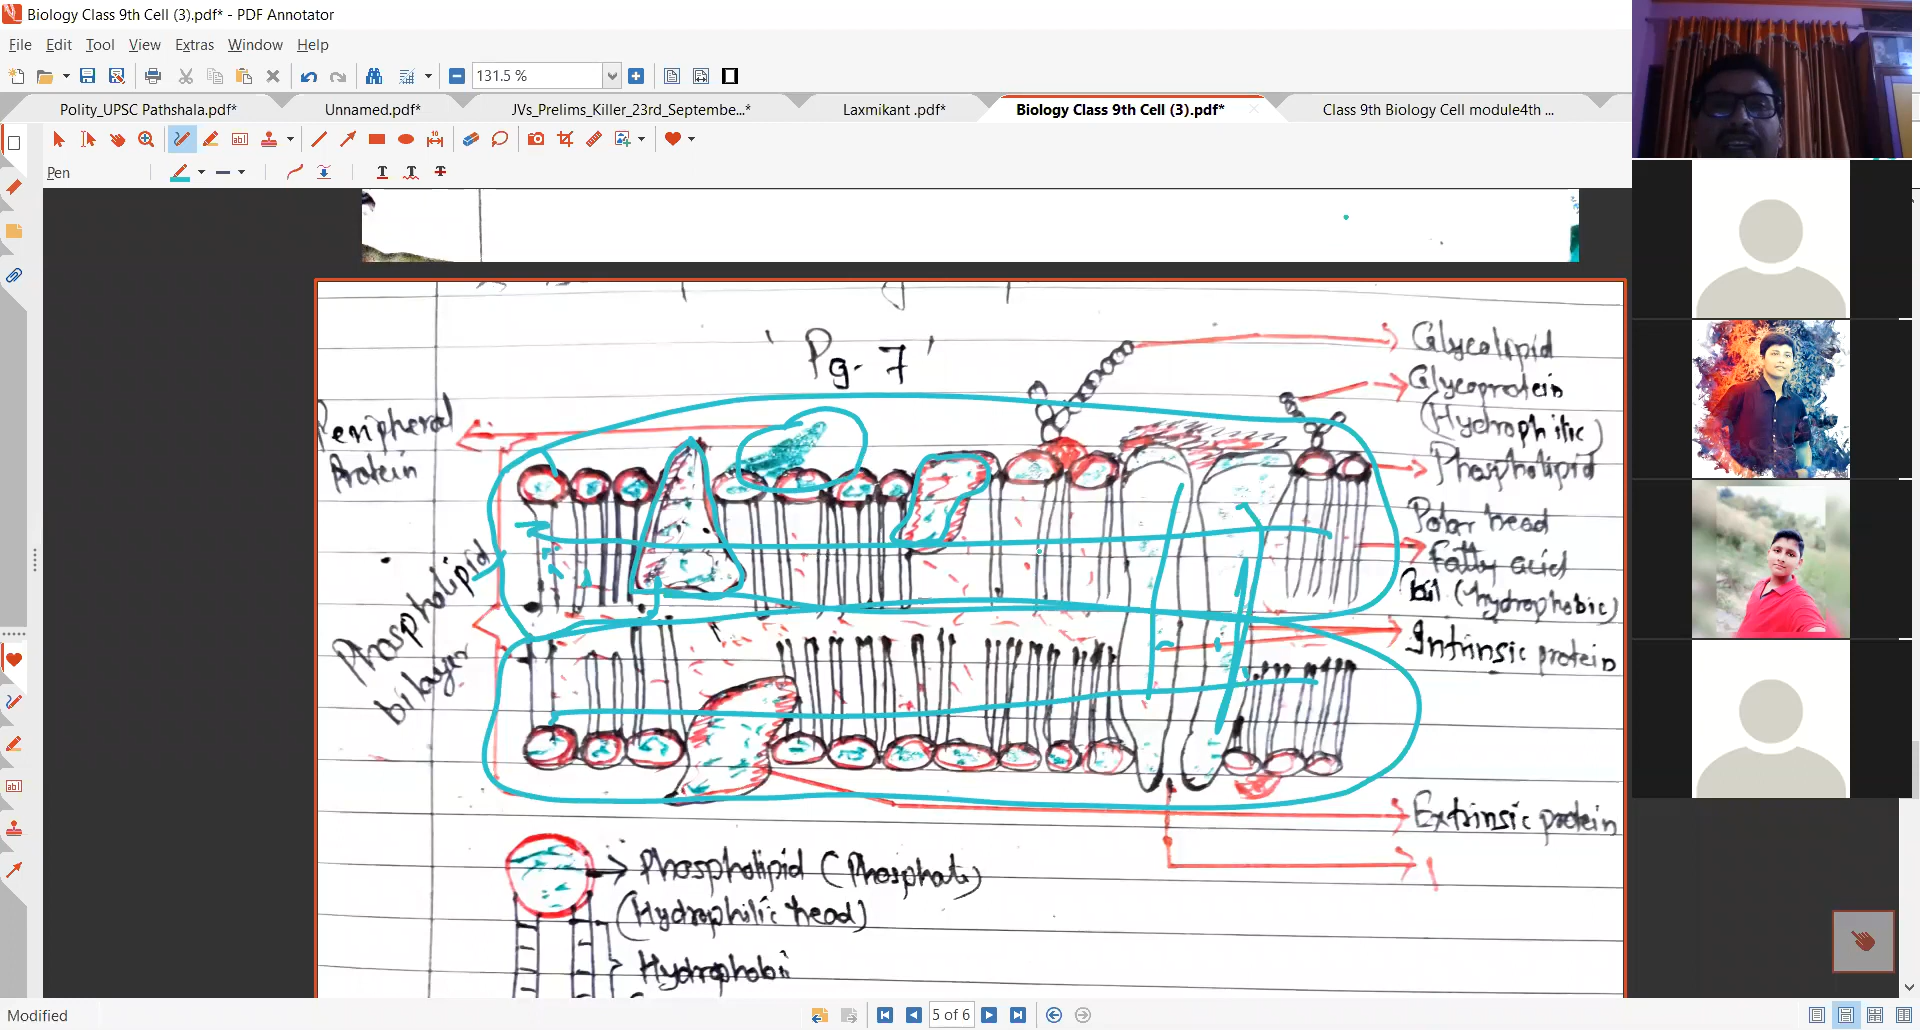 Biology Class 9th Cell (3).pdf* - PDF Annotator
File Edit Tool View Extras Window Help
131.5 %
Polity_UPSC Pathshala.pdf* Unnamed.pdf* JVs_Prelims_Killer_23rd_Septembe...* Laxmikant .pdf* Biology Class 9th Cell (3).pdf* Class 9th Biology Cell module4th ...
Pen
'Pg-7'
Glycolipid
Glycoprotein
(Hydrophilic)
Phospholipid
Polar head
Fatty acid
(hydrophobic)
Intrinsic protein
Extrinsic protein
Peripheral
Protein
Phospholipid
bilayer
Phospholipid (Phosphate)
(Hydrophilic head)
Hydrophobi
Modified
5 of 6